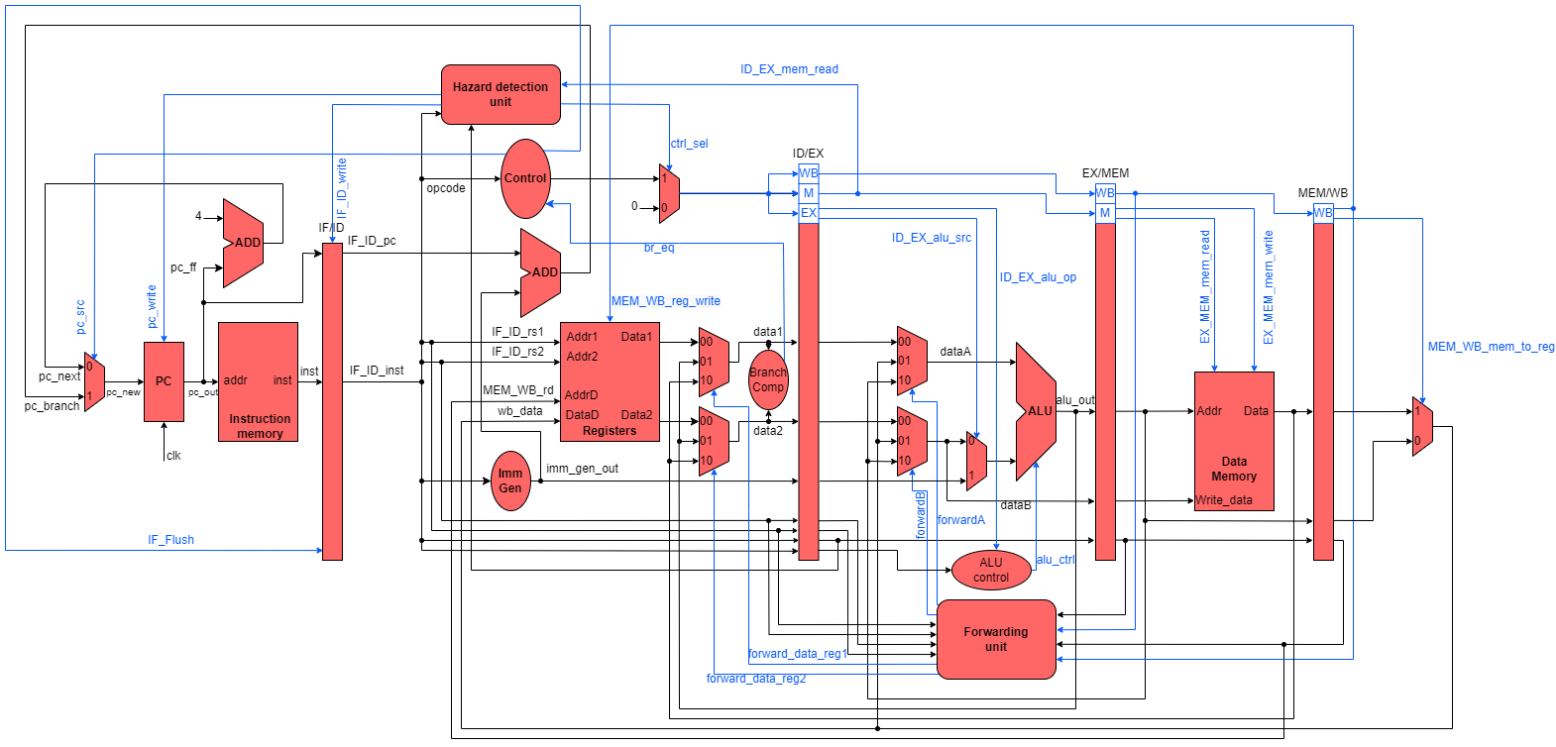 ID_EX_mem_read
Hazard detection
unit
ctrl_sel
ID/EX
EX/MEM
MEM/WB
IF_ID_write
opcode
Control
1
0
0
WB
M
EX
WB
M
WB
4
ADD
pc_ff
IF/ID
IF_ID_pc
ADD
br_eq
ID_EX_alu_src
ID_EX_alu_op
EX_MEM_mem_read
EX_MEM_mem_write
pc_src
pc_write
MEM_WB_reg_write
MEM_WB_mem_to_reg
pc_next
pc_branch
0
1
pc_new
PC
pc_out
clk
addr
inst
Instruction
memory
inst
IF_ID_inst
IF_ID_rs1
IF_ID_rs2
MEM_WB_rd
wb_data
Addr1
Data1
Addr2
AddrD
DataD
Data2
Registers
00
01
10
00
01
10
data1
Branch
Comp
data2
Imm
Gen
imm_gen_out
00
01
10
00
01
10
dataA
0
1
dataB
ALU
alu_out
Addr
Data
Data
Memory
Write_data
1
0
forwardB
forwardA
IF_Flush
ALU
control
alu_ctrl
Forwarding
unit
forward_data_reg1
forward_data_reg2